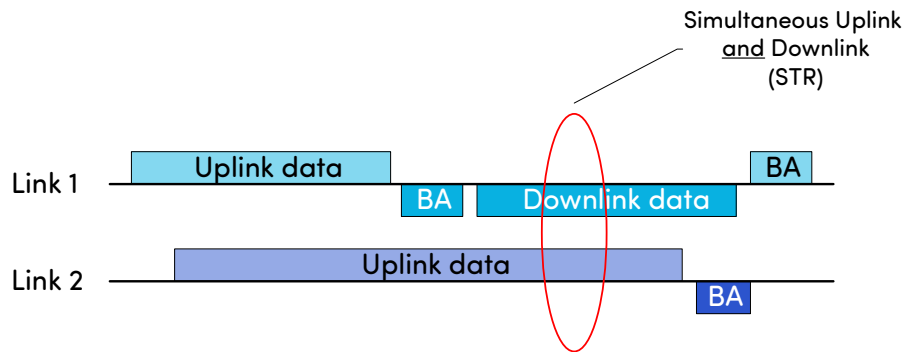 Simultaneous Uplink
and Downlink
(STR)
Link 1
Uplink data
BA
Downlink data
BA
Link 2
Uplink data
BA